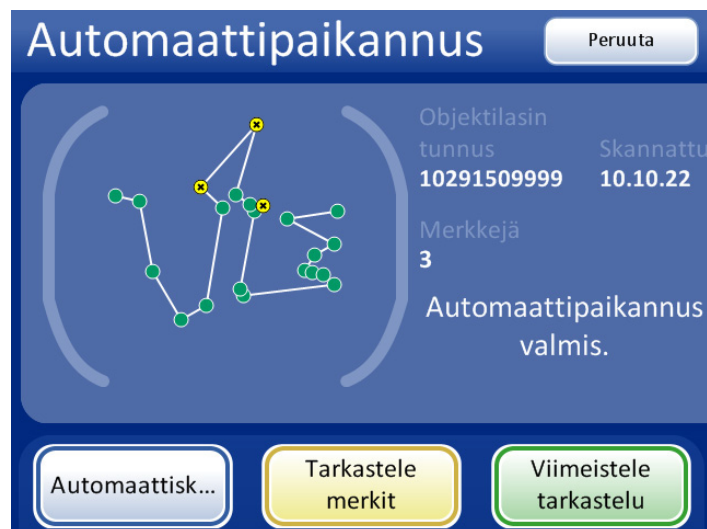 Automaattipaikannus
Peruuta
Objektilasin
tunnus
Skannattu
10291509999
10.10.22
Merkkejä
3
Automaattipaikannus
valmis.
Automaattisk...
Tarkastele
merkit
Viimeistele
tarkastelu